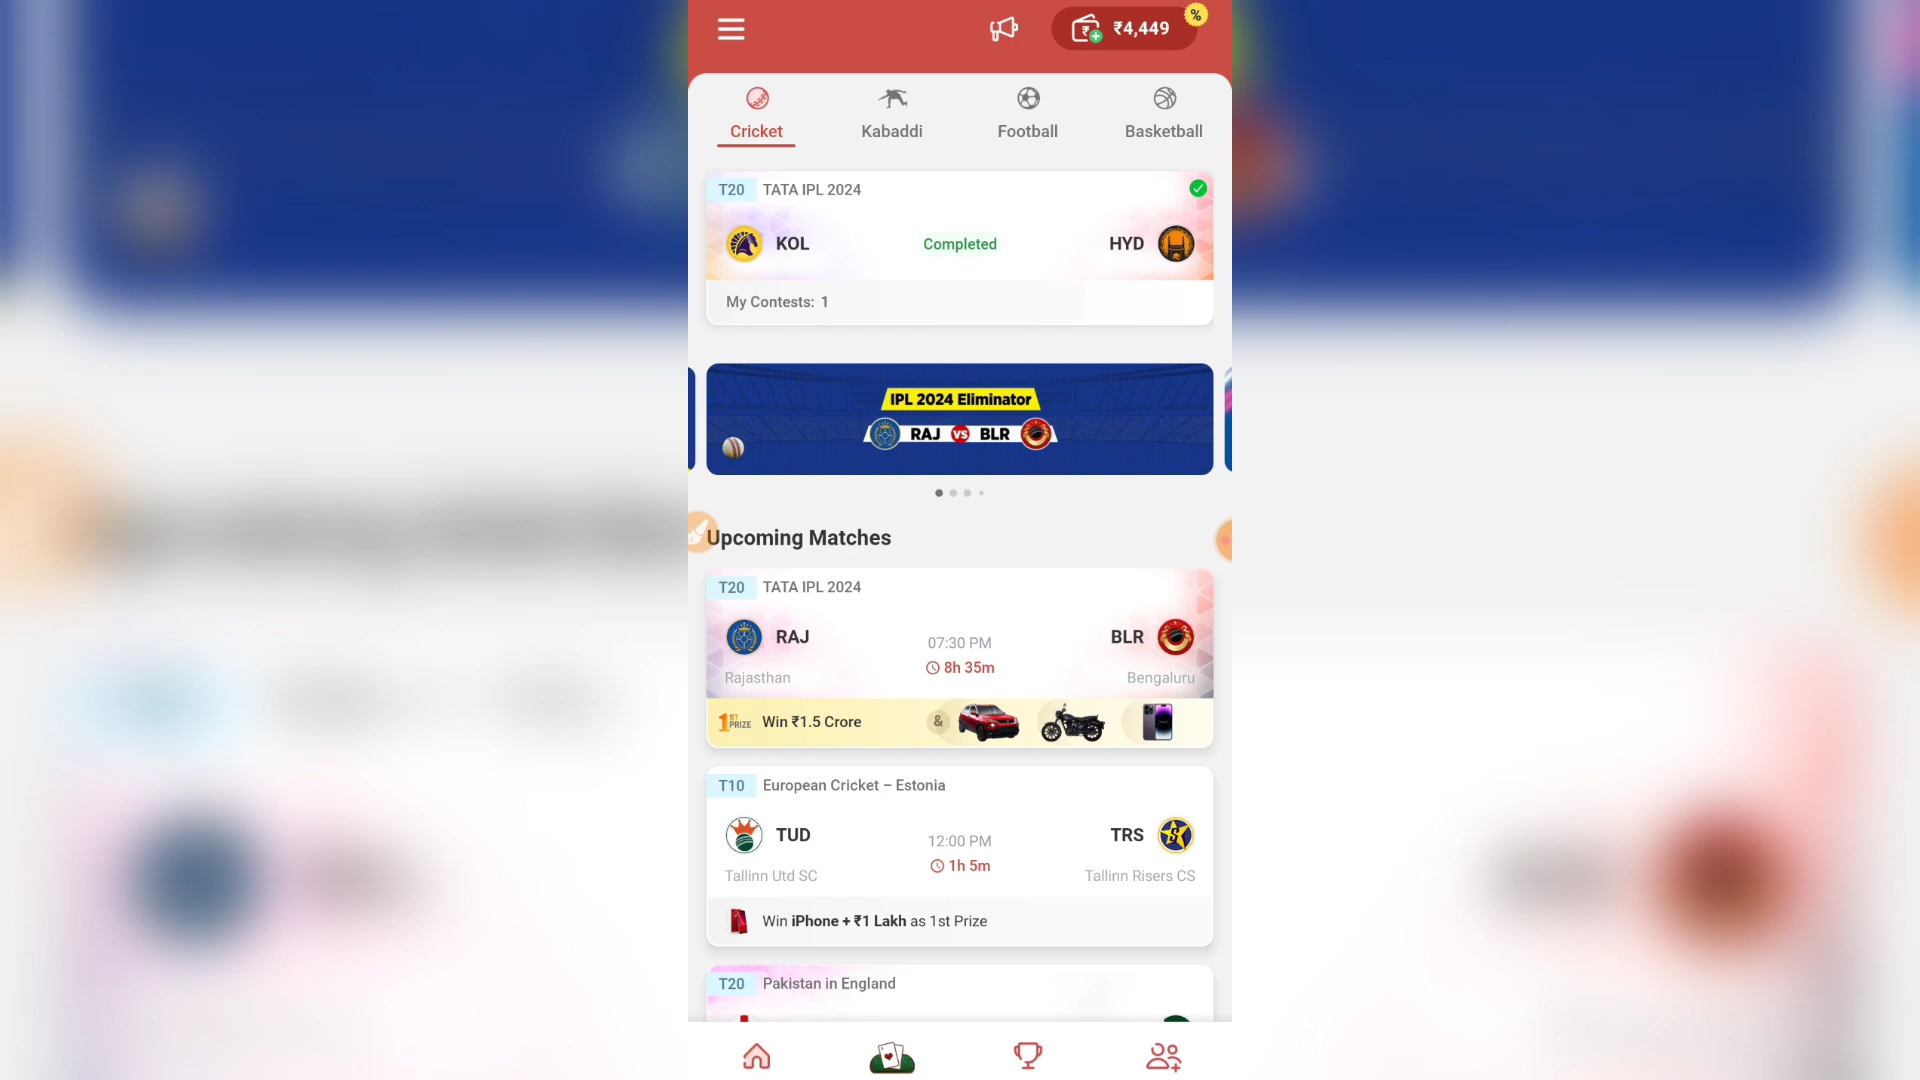 ₹4,449
%
Cricket
Kabaddi
Football
Basketball
T20 TATA IPL 2024
KOL
Completed
HYD
My Contests: 1
IPL 2024 Eliminator
RAJ VS BLR
Upcoming Matches
T20 TATA IPL 2024
RAJ
07:30 PM
BLR
8h 35m
Rajasthan
Bengaluru
1ST PRIZE Win ₹1.5 Crore &
T10 European Cricket – Estonia
TUD
12:00 PM
TRS
1h 5m
Tallinn Utd SC
Tallinn Risers CS
Win iPhone + ₹1 Lakh as 1st Prize
T20 Pakistan in England